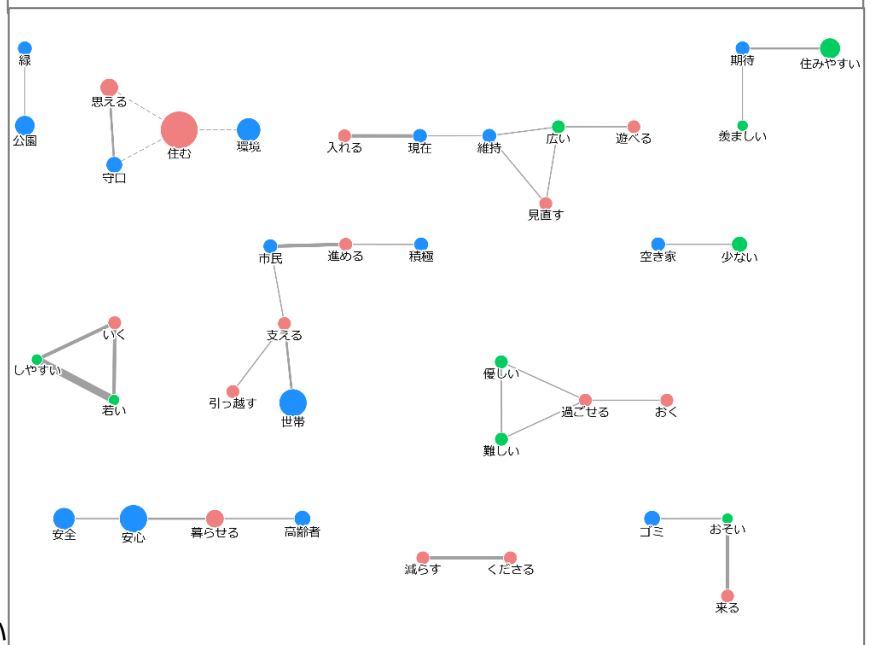 緑
期待
住みやすい
思える
公園
住む
環境
守口
入れる
現在
維持
広い
遊べる
羨ましい
見直す
市民
進める
積極
空き家
少ない
いく
支える
しやすい
若い
引っ越す
世帯
優しい
過ごせる
おく
難しい
安全
安心
暮らせる
高齢者
ゴミ
おそい
減らす
くださる
来る